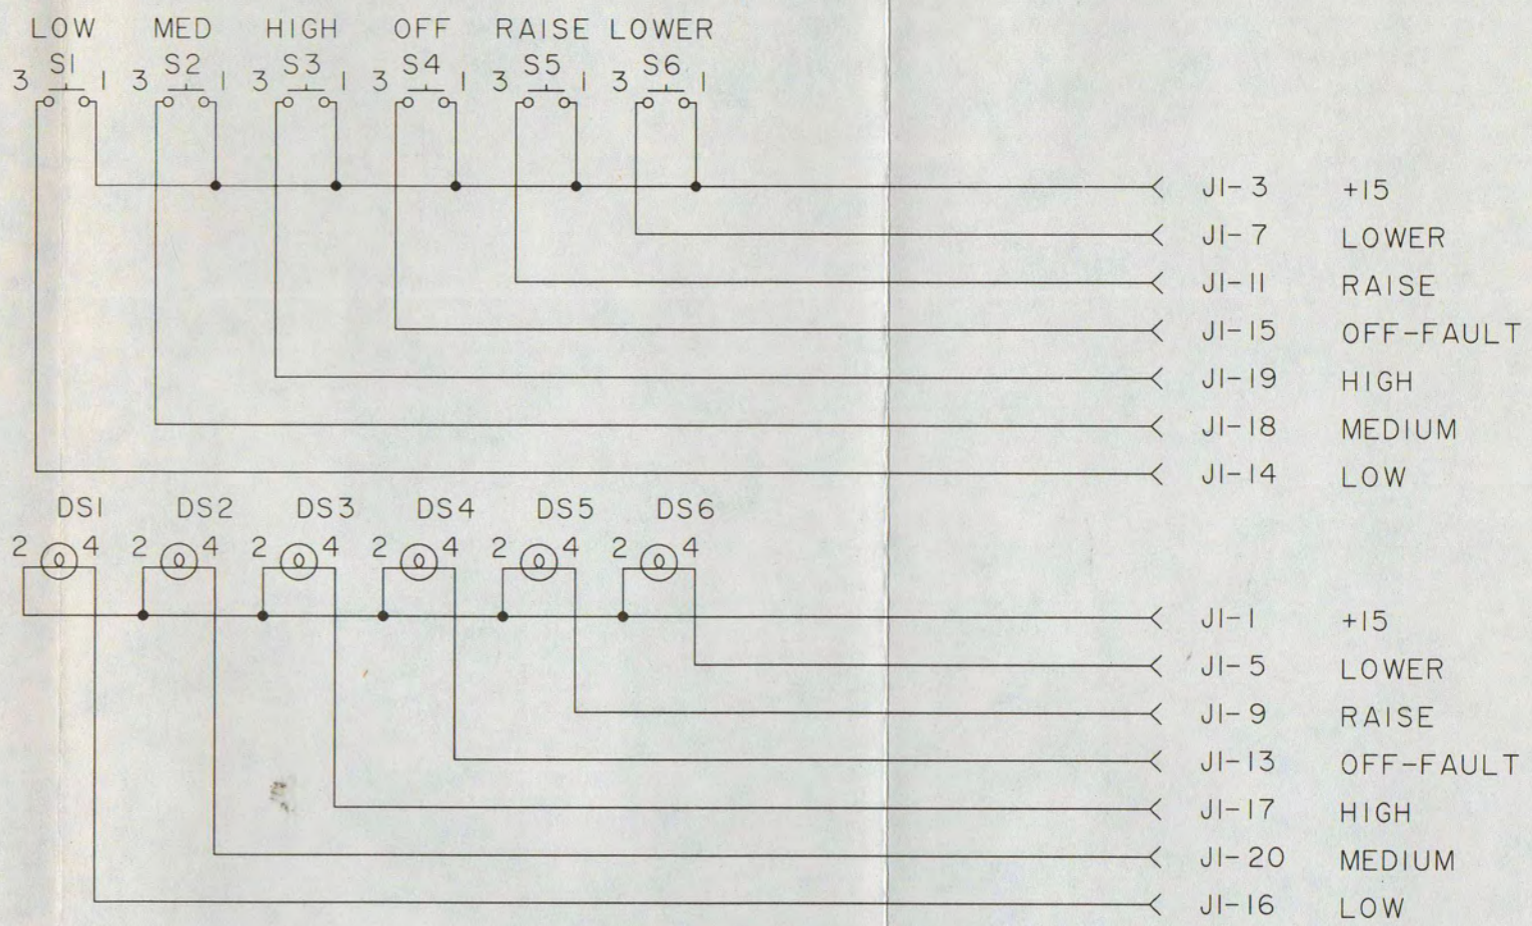 LOW MED HIGH OFF RAISE LOWER
S1 S2 S3 S4 S5 S6
3 1 3 1 3 1 3 1 3 1 3 1
J1-3 +15
J1-7 LOWER
J1-11 RAISE
J1-15 OFF-FAULT
J1-19 HIGH
J1-18 MEDIUM
J1-14 LOW
DS1 DS2 DS3 DS4 DS5 DS6
2 4 2 4 2 4 2 4 2 4 2 4
J1-1 +15
J1-5 LOWER
J1-9 RAISE
J1-13 OFF-FAULT
J1-17 HIGH
J1-20 MEDIUM
J1-16 LOW